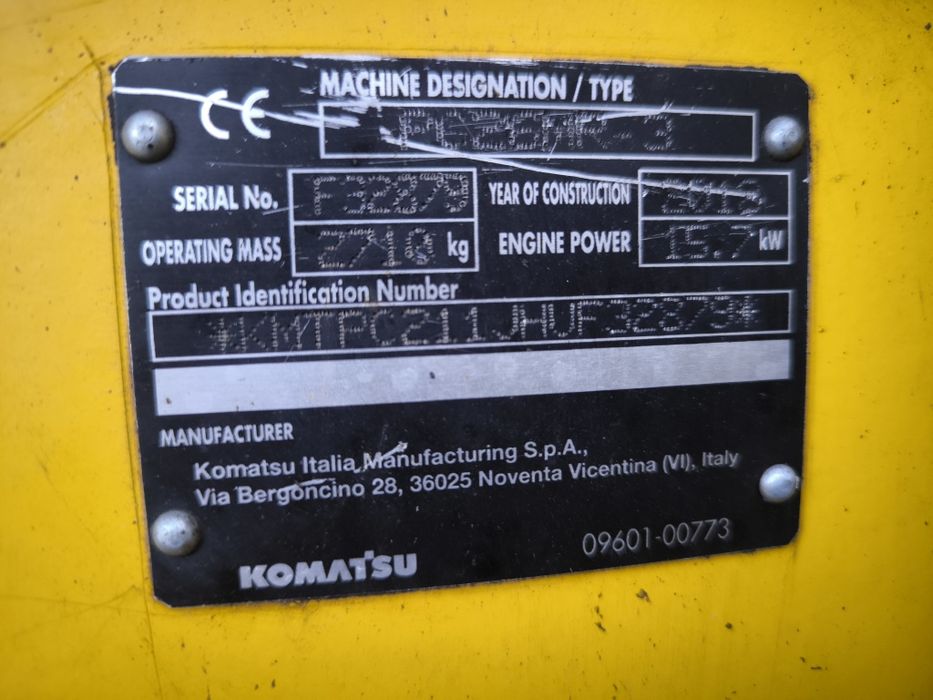 CE
MACHINE DESIGNATION / TYPE
SERIAL No. F32878 YEAR OF CONSTRUCTION
OPERATING MASS kg ENGINE POWER 15.7 kW
Product Identification Number
MANUFACTURER
Komatsu Italia Manufacturing S.p.A.,
Via Bergoncino 28, 36025 Noventa Vicentina (VI), Italy
KOMATSU
09601-00773